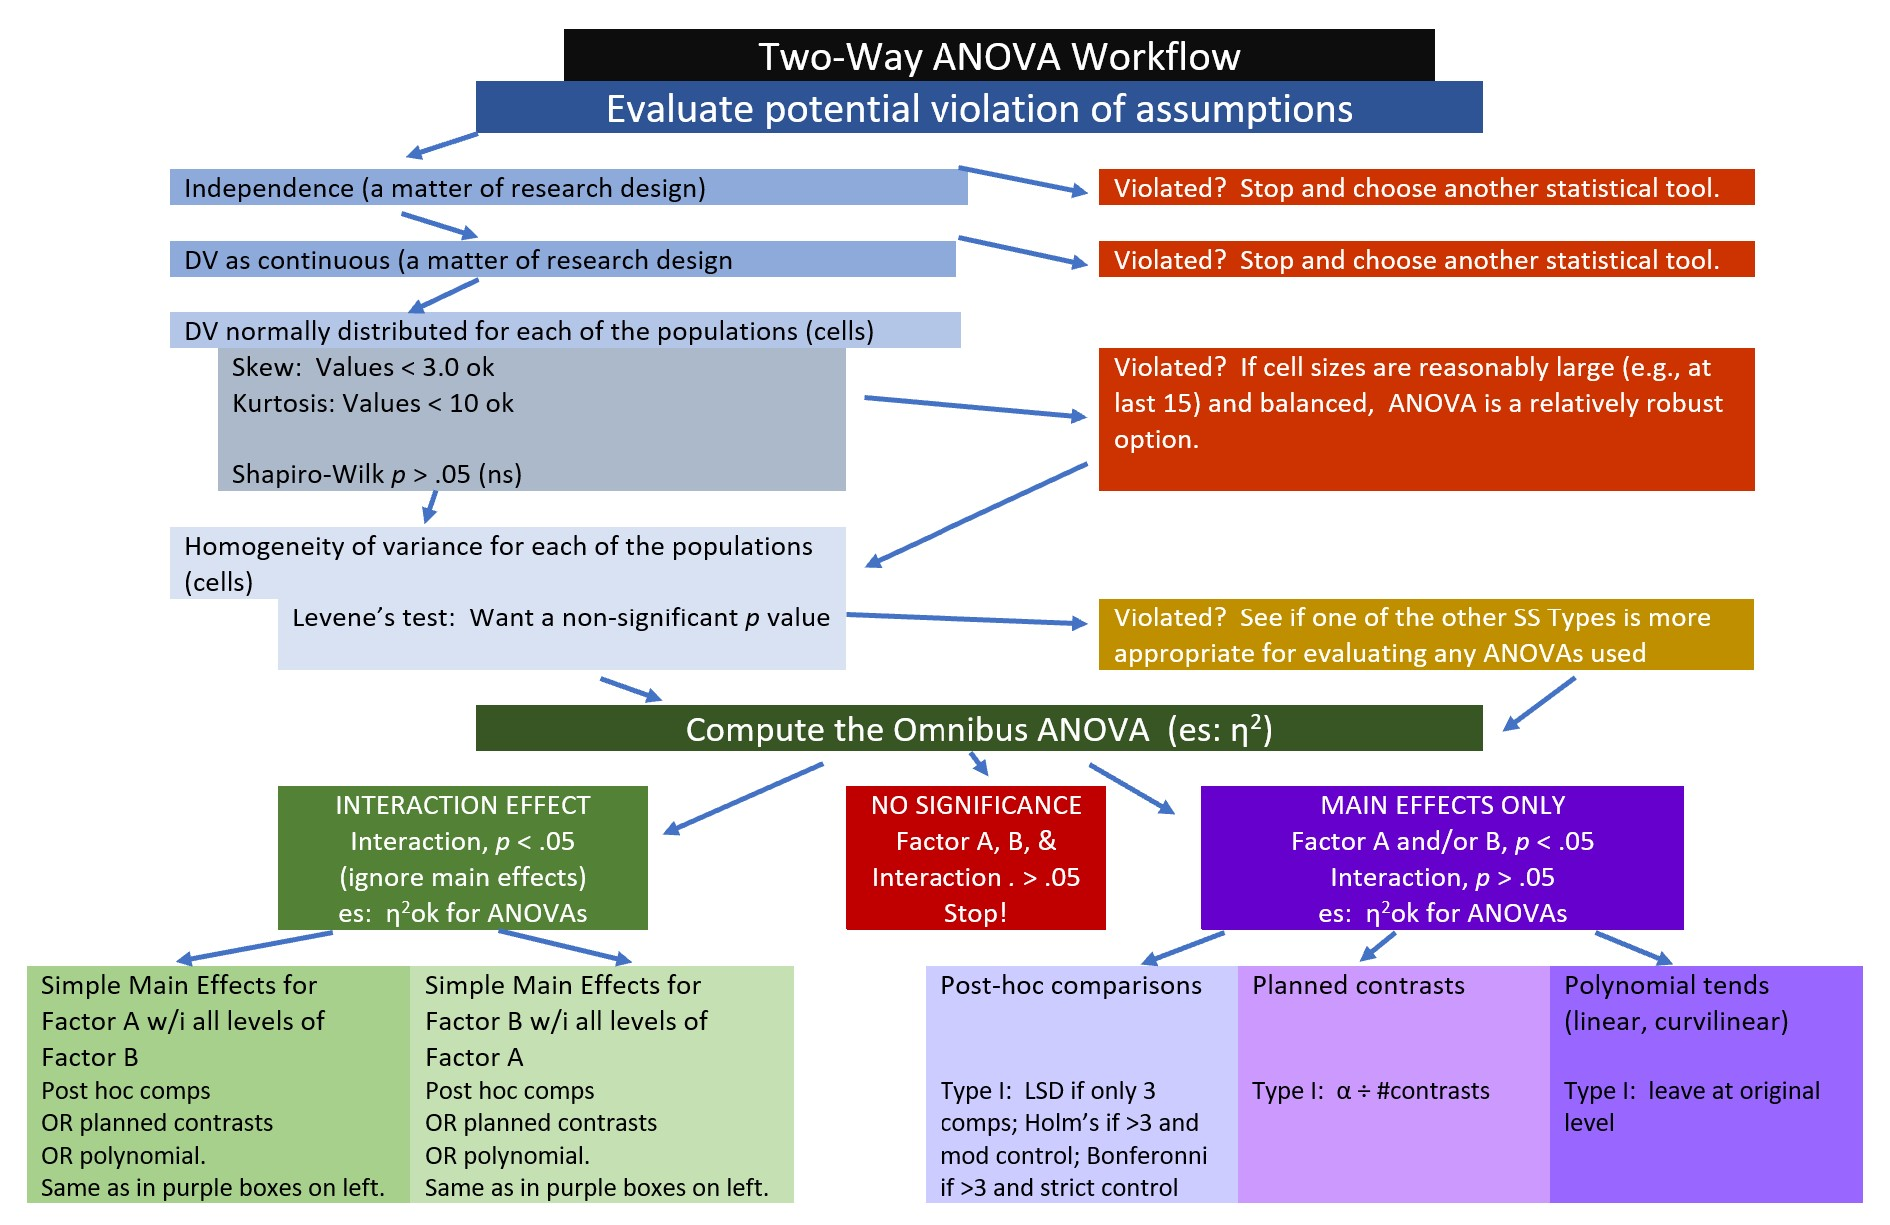 Two-Way ANOVA Workflow
Evaluate potential violation of assumptions
Independence (a matter of research design)
Violated?  Stop and choose another statistical tool.
DV as continuous (a matter of research design
Violated?  Stop and choose another statistical tool.
DV normally distributed for each of the populations (cells)
Skew:  Values < 3.0 ok
Kurtosis: Values < 10 ok
Shapiro-Wilk p > .05 (ns)
Violated?  If cell sizes are reasonably large (e.g., at
last 15) and balanced,  ANOVA is a relatively robust
option.
Homogeneity of variance for each of the populations
(cells)
Levene’s test:  Want a non-significant p value
Violated?  See if one of the other SS Types is more
appropriate for evaluating any ANOVAs used
Compute the Omnibus ANOVA  (es: η²)
INTERACTION EFFECT
Interaction, p < .05
(ignore main effects)
es:  η²ok for ANOVAs
NO SIGNIFICANCE
Factor A, B, &
Interaction . > .05
Stop!
MAIN EFFECTS ONLY
Factor A and/or B, p < .05
Interaction, p > .05
es:  η²ok for ANOVAs
Simple Main Effects for
Factor A w/i all levels of
Factor B
Post hoc comps
OR planned contrasts
OR polynomial.
Same as in purple boxes on left.
Simple Main Effects for
Factor B w/i all levels of
Factor A
Post hoc comps
OR planned contrasts
OR polynomial.
Same as in purple boxes on left.
Post-hoc comparisons
Type I:  LSD if only 3
comps; Holm’s if >3 and
mod control; Bonferonni
if >3 and strict control
Planned contrasts
Type I:  α ÷ #contrasts
Polynomial tends
(linear, curvilinear)
Type I:  leave at original
level